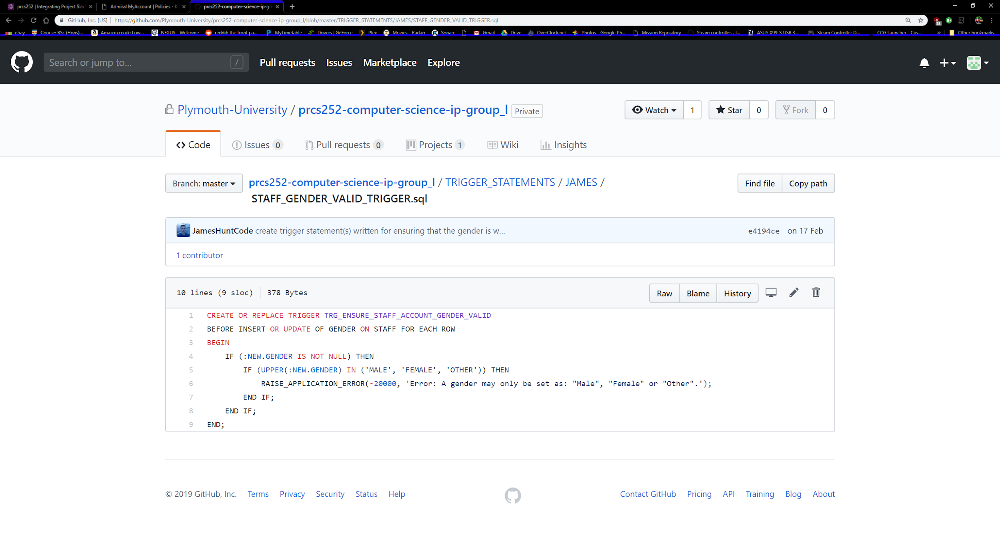 prcs252 | Integrating Project Slac
Admiral MyAccount | Policies - K
prcs252-computer-science-ip-gr
GitHub, Inc. [US] https://github.com/Plymouth-University/prcs252-computer-science-ip-group_l/blob/master/TRIGGER_STATEMENTS/JAMES/STAFF_GENDER_VALID_TRIGGER.sql
38
ebay Course: BSc (Hons)... Amazon.co.uk: Low... NEXUS - Welcome reddit: the front pa... MyTimetable Drivers | GeForce Plex Movies - Radarr Sonarr Gmail Drive OverClock.net Photos - Google Ph... Mission Repository Steam controller. · I... ASUS X99-S USB 3... Steam Controller D... CCG Launcher - Cus... » Other bookmarks
Search or jump to... / Pull requests Issues Marketplace Explore
Plymouth-University / prcs252-computer-science-ip-group_l Private
Watch 1 Star 0 Fork 0
Code Issues 0 Pull requests 0 Projects 1 Wiki Insights
Branch: master prcs252-computer-science-ip-group_l / TRIGGER_STATEMENTS / JAMES /
STAFF_GENDER_VALID_TRIGGER.sql
Find file Copy path
JamesHuntCode create trigger statement(s) written for ensuring that the gender is w... e4194ce on 17 Feb
1 contributor
10 lines (9 sloc) 378 Bytes Raw Blame History
1 CREATE OR REPLACE TRIGGER TRG_ENSURE_STAFF_ACCOUNT_GENDER_VALID
2 BEFORE INSERT OR UPDATE OF GENDER ON STAFF FOR EACH ROW
3 BEGIN
4 IF (:NEW.GENDER IS NOT NULL) THEN
5 IF (UPPER(:NEW.GENDER) IN ('MALE', 'FEMALE', 'OTHER')) THEN
6 RAISE_APPLICATION_ERROR(-20000, 'Error: A gender may only be set as: "Male", "Female" or "Other".');
7 END IF;
8 END IF;
9 END;
© 2019 GitHub, Inc. Terms Privacy Security Status Help Contact GitHub Pricing API Training Blog About